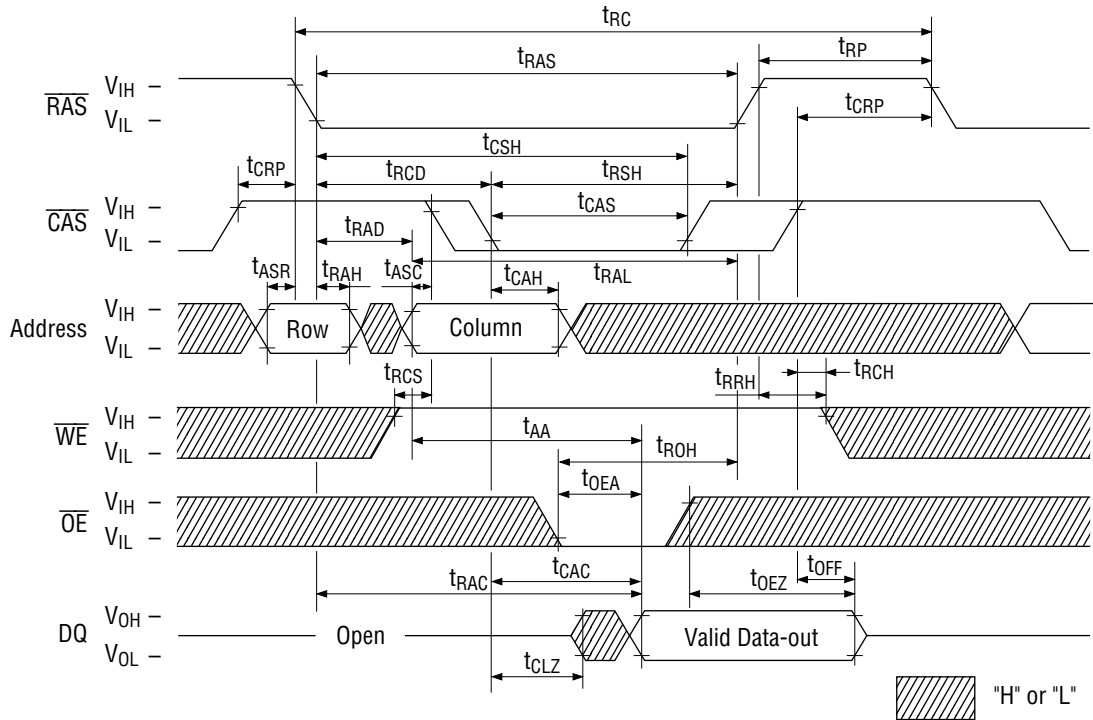 tRC
tRAS
tRP
RAS
VIH –
VIL –
tCRP
tCSH
tCRP
tRCD
tRSH
CAS
VIH –
VIL –
tCAS
tRAD
tRAL
tASR
tRAH
tASC
tCAH
Address
VIH –
VIL –
Row
Column
tRCS
tRRH
tRCH
WE
VIH –
VIL –
tAA
tROH
tOEA
OE
VIH –
VIL –
tCAC
tRAC
tOEZ
tOFF
DQ
VOH –
VOL –
Open
Valid Data-out
tCLZ
"H" or "L"